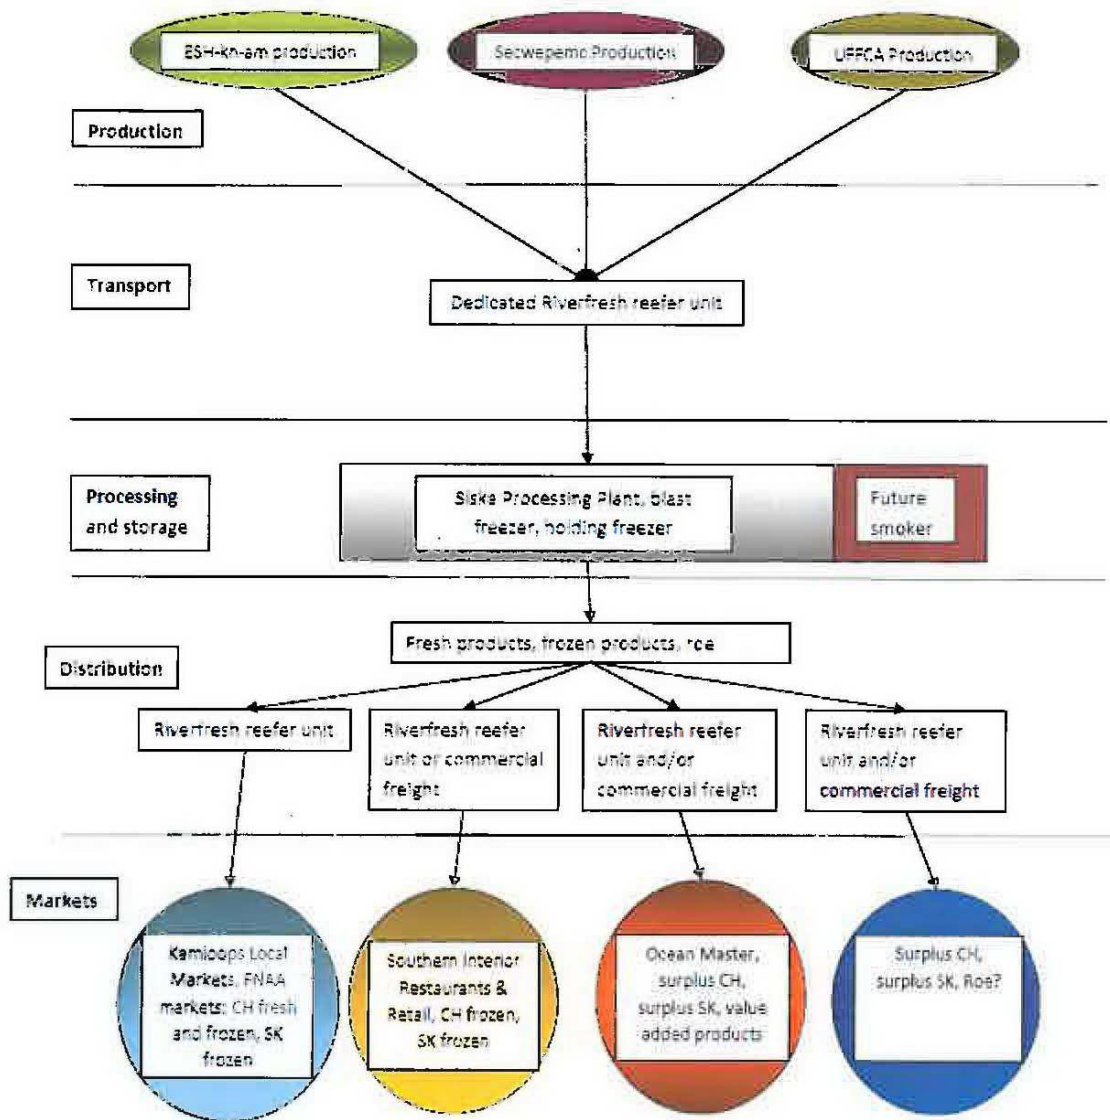 ESH-kn-am production
Secwepemc Production
UFFCA Production
Production
Transport
Dedicated Riverfresh reefer unit
Processing
and storage
Siska Processing Plant, blast
freezer, holding freezer
Future
smoker
Fresh products, frozen products, roe
Distribution
Riverfresh reefer unit
Riverfresh reefer
unit or commercial
freight
Riverfresh reefer
unit and/or
commercial freight
Riverfresh reefer
unit and/or
commercial freight
Markets
Kamloops Local
Markets, FNAA
markets: CH fresh
and frozen, SK
frozen
Southern Interior
Restaurants &
Retail, CH frozen,
SK frozen
Ocean Master,
surplus CH,
surplus SK, value
added products
Surplus CH,
surplus SK, Roe?